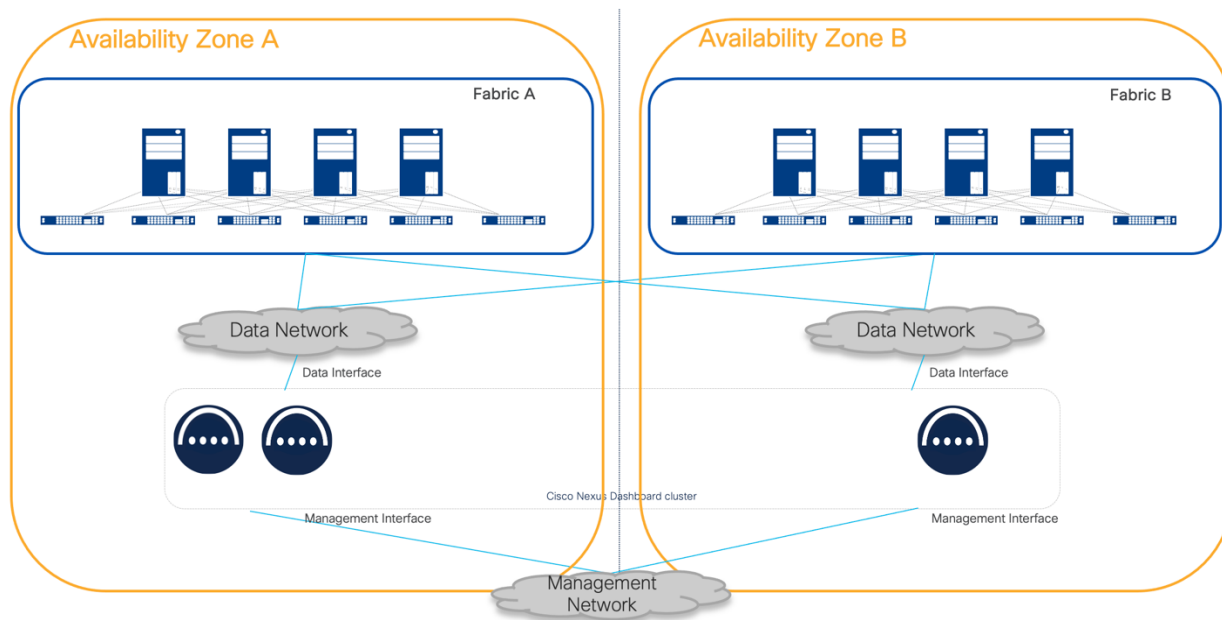 Availability Zone A
Availability Zone B
Fabric A
Fabric B
Data Network
Data Network
Data Interface
Data Interface
Cisco Nexus Dashboard cluster
Management Interface
Management Interface
Management
Network